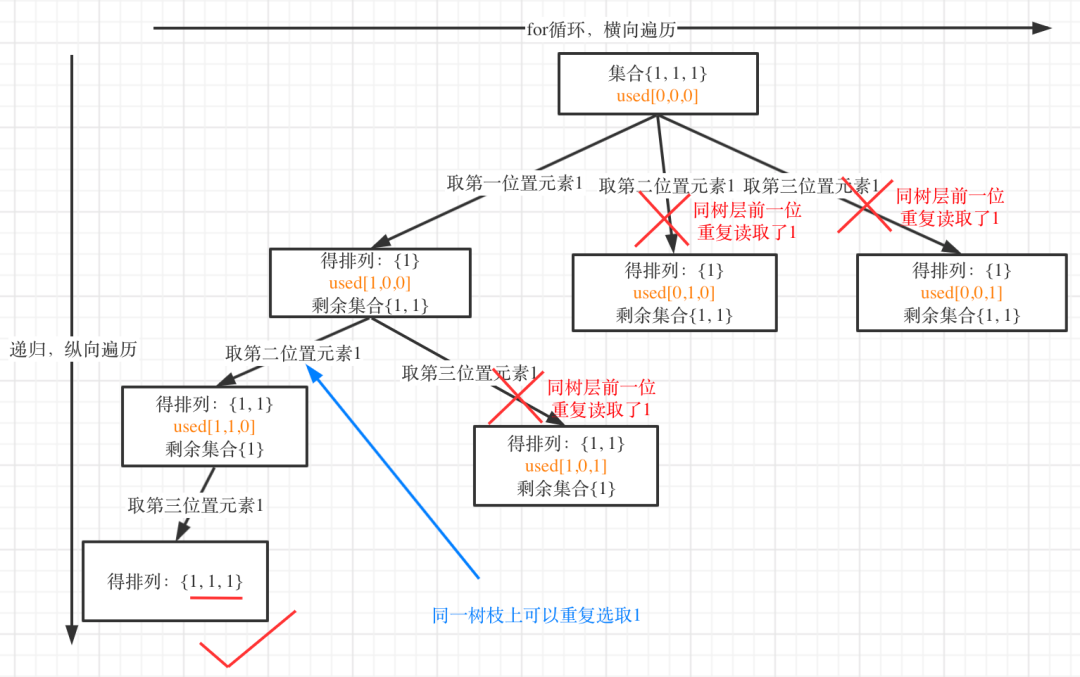 for循环，横向遍历
集合{1, 1, 1}
used[0,0,0]
取第一位置元素1
取第二位置元素1
取第三位置元素1
同树层前一位
重复读取了1
同树层前一位
重复读取了1
得排列：{1}
used[1,0,0]
剩余集合{1, 1}
得排列：{1}
used[0,1,0]
剩余集合{1, 1}
得排列：{1}
used[0,0,1]
剩余集合{1, 1}
递归，纵向遍历
取第二位置元素1
取第三位置元素1
同树层前一位
重复读取了1
得排列：{1, 1}
used[1,1,0]
剩余集合{1}
得排列：{1, 1}
used[1,0,1]
剩余集合{1}
取第三位置元素1
得排列：{1, 1, 1}
同一树枝上可以重复选取1